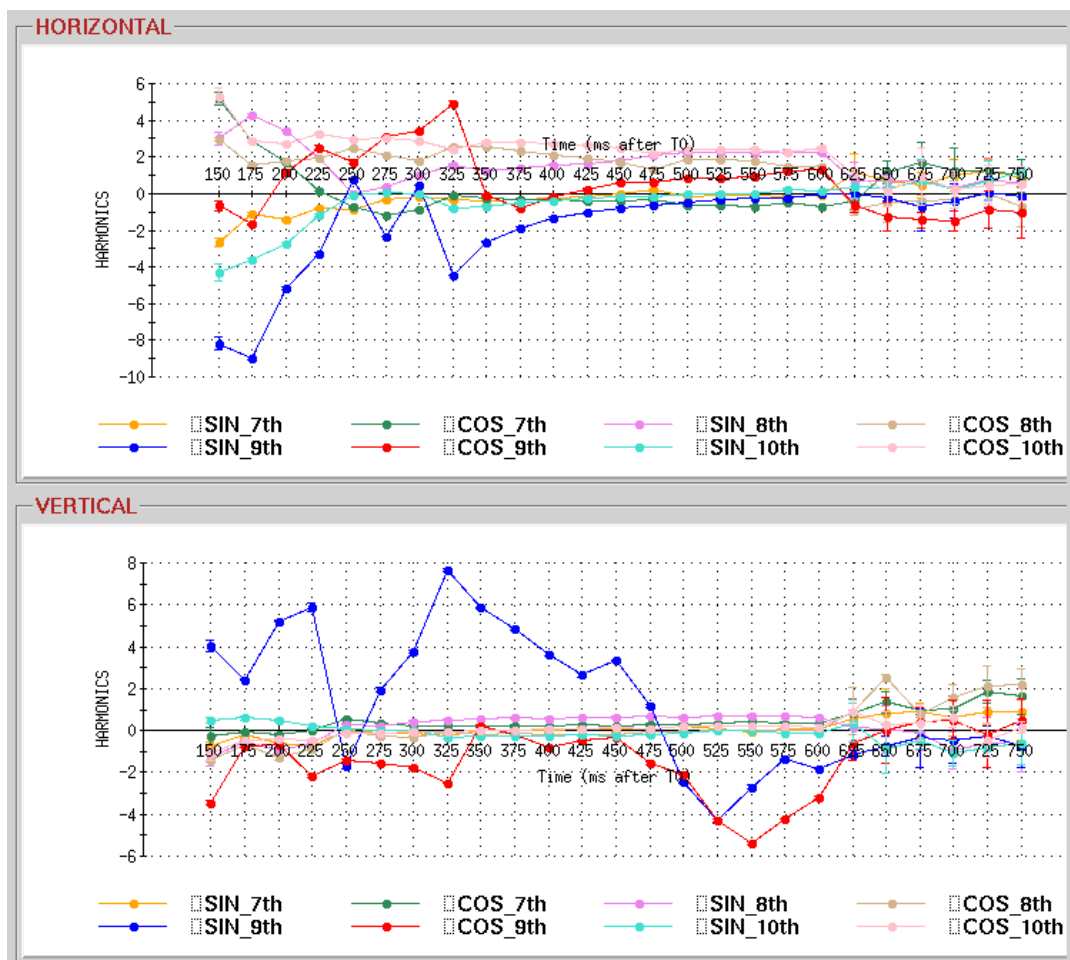 HORIZONTAL
6
Time (ms after T0)
4
2
150 175 200 225 250 275 300 325 350 375 400 425 450 475 500 525 550 575 600 625 650 675 700 725 750
0
HARMONICS
-2
-4
-6
-8
-10
SIN_7th COS_7th SIN_8th COS_8th
SIN_9th COS_9th SIN_10th COS_10th
VERTICAL
8
6
4
HARMONICS
2
0
150 175 200 225 250 275 300 325 350 375 400 425 450 475 500 525 550 575 600 625 650 675 700 725 750
-2
Time (ms after T0)
-4
-6
SIN_7th COS_7th SIN_8th COS_8th
SIN_9th COS_9th SIN_10th COS_10th